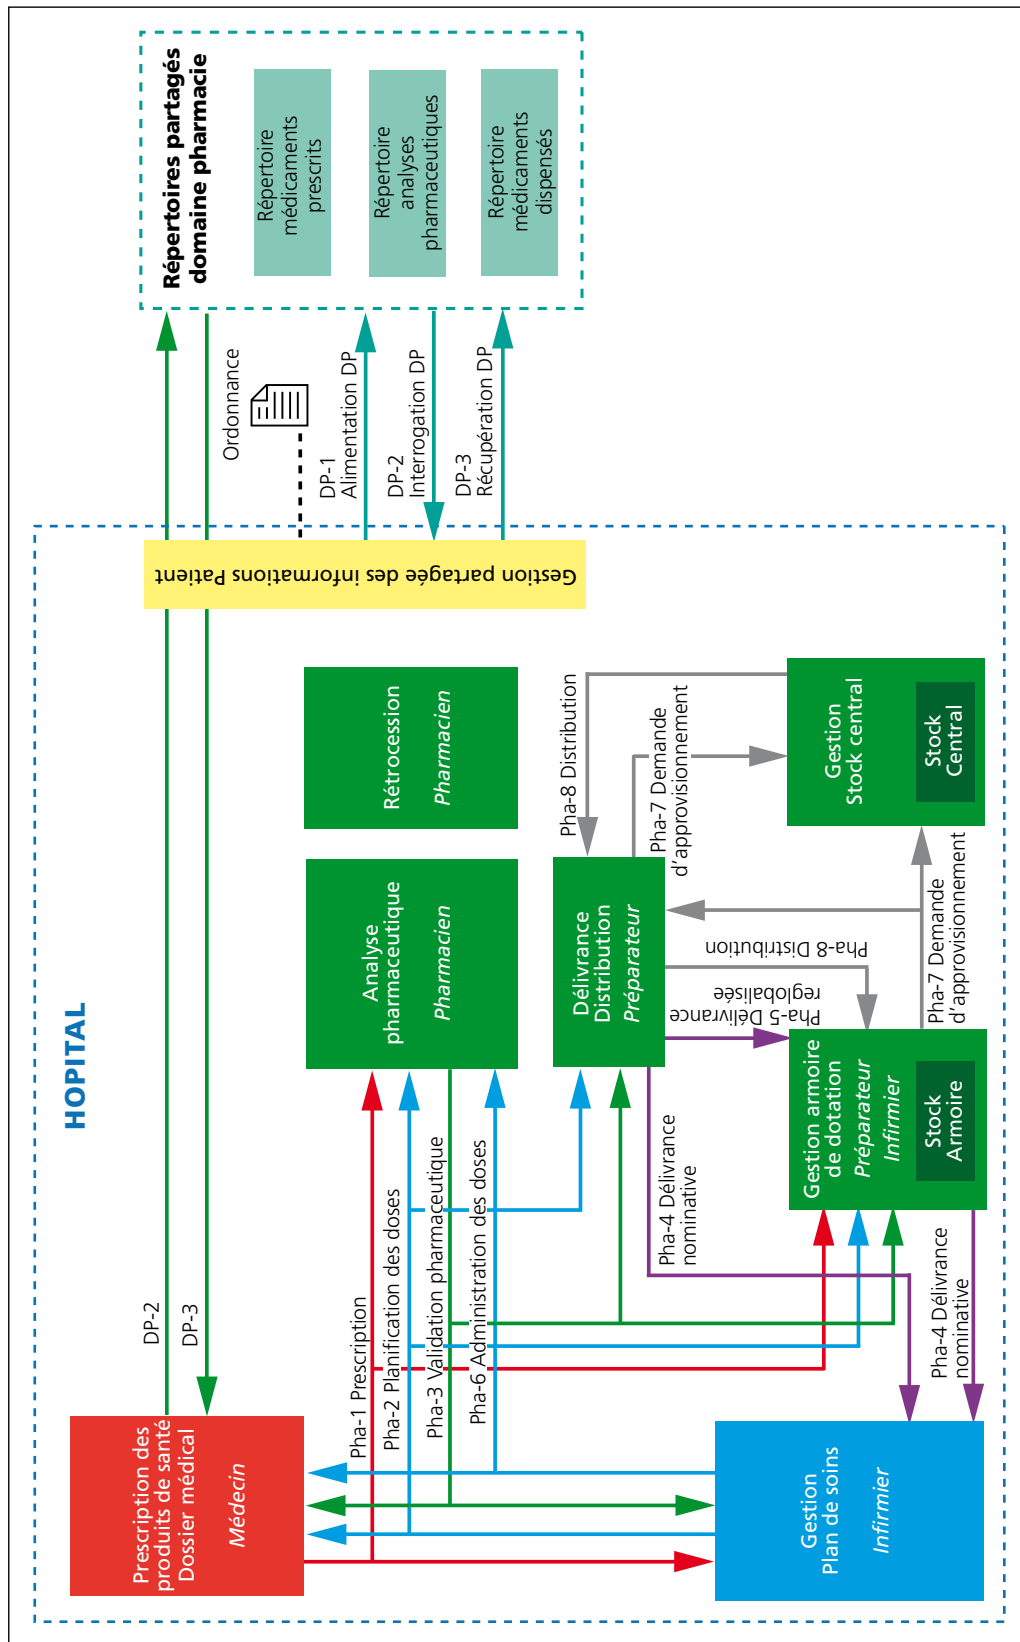 HOPITAL
Prescription des
produits de santé
Dossier médical
Médecin
DP-2
DP-3
Répertoires partagés
domaine pharmacie
Répertoire
médicaments
prescrits
Répertoire
analyses
pharmaceutiques
Répertoire
médicaments
dispensés
Ordonnance
DP-1
Alimentation DP
DP-2
Interrogation DP
DP-3
Récupération DP
Gestion partagée des informations Patient
Rétrocession
Pharmacien
Analyse
pharmaceutique
Pharmacien
Pha-1 Prescription
Pha-2 Planification des doses
Pha-3 Validation pharmaceutique
Pha-6 Administration des doses
Délivrance
Distribution
Préparateur
Pha-8 Distribution
Pha-7 Demande
d'approvisionnement
Gestion
Stock central
Stock
Central
Pha-8 Distribution
Pha-5 Délivrance
reglobalisée
Pha-7 Demande
d'approvisionnement
Gestion armoire
de dotation
Préparateur
Infirmier
Stock
Armoire
Pha-4 Délivrance
nominative
Pha-4 Délivrance
nominative
Gestion
Plan de soins
Infirmier